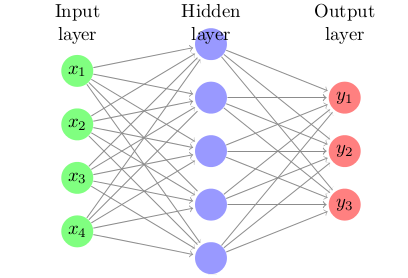 Input
layer
Hidden
layer
Output
layer
x₁
x₂
x₃
x₄
y₁
y₂
y₃